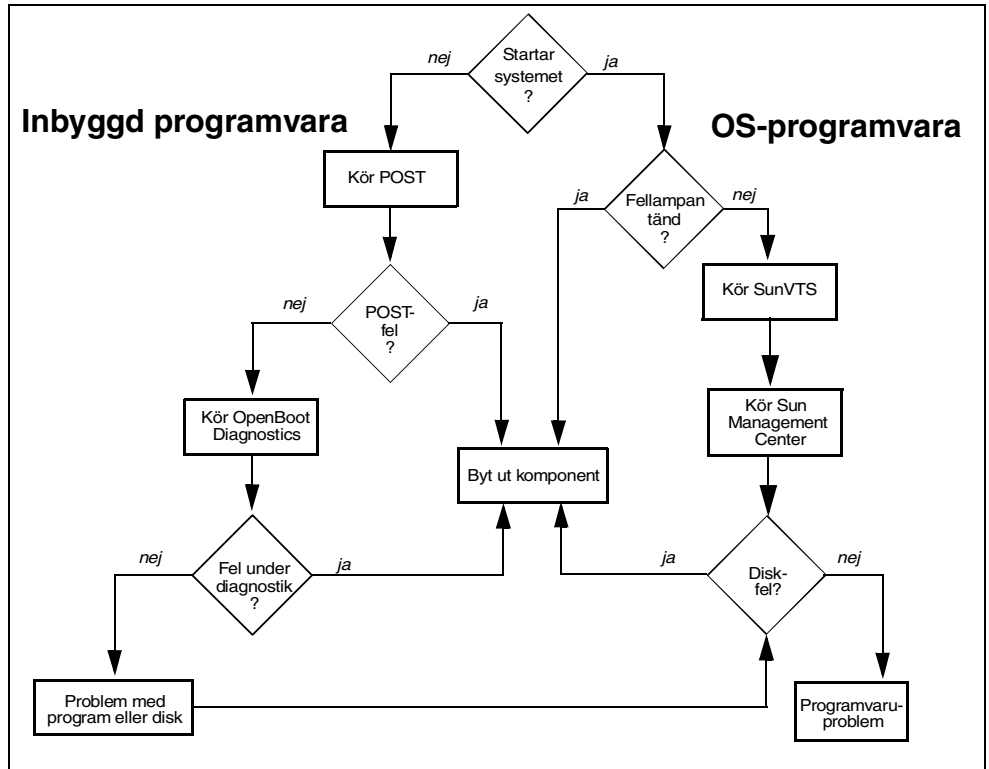 Startar
systemet
?
nej
ja
Inbyggd programvara
OS-programvara
Kör POST
Fellampan
tänd
?
ja
nej
Kör SunVTS
POST-
fel
?
nej
ja
Kör OpenBoot
Diagnostics
Kör Sun
Management
Center
Byt ut komponent
Fel under
diagnostik
?
nej
ja
Disk-
fel?
ja
nej
Problem med
program eller disk
Programvaru-
problem